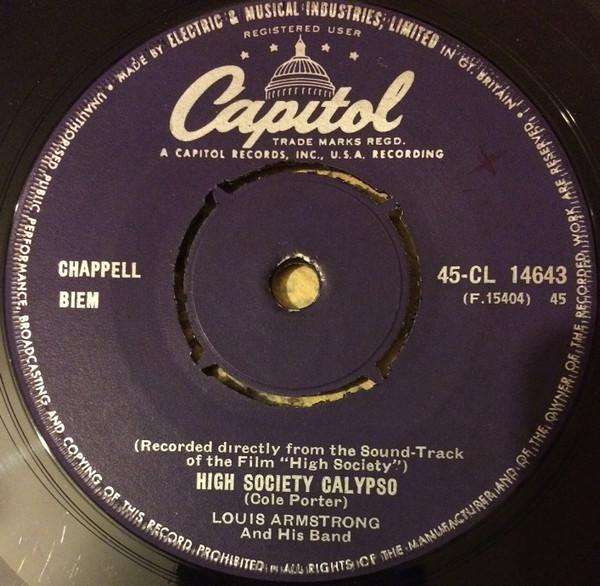 MADE BY ELECTRIC & MUSICAL INDUSTRIES, LIMITED IN GT. BRITAIN
REGISTERED USER
Capitol
TRADE MARKS REGD.
A CAPITOL RECORDS, INC., U.S.A. RECORDING
CHAPPELL
BIEM
45-CL 14643
(F.15404) 45
(Recorded directly from the Sound-Track
of the Film "High Society")
HIGH SOCIETY CALYPSO
(Cole Porter)
LOUIS ARMSTRONG
And His Band
UNAUTHORISED PUBLIC PERFORMANCE, BROADCASTING AND COPYING OF THIS RECORD PROHIBITED - ALL RIGHTS OF THE MANUFACTURER AND OF THE OWNER OF THE RECORDED WORK ARE RESERVED